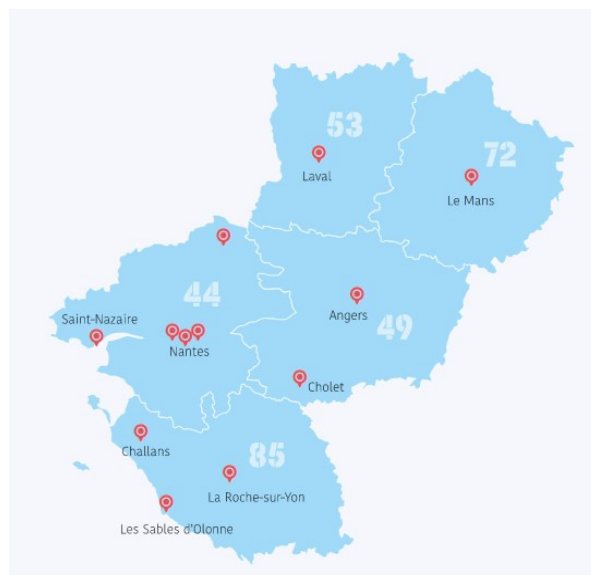 53
Laval
72
Le Mans
44
Saint-Nazaire
Nantes
Angers
49
Cholet
Challans
85
La Roche-sur-Yon
Les Sables d'Olonne